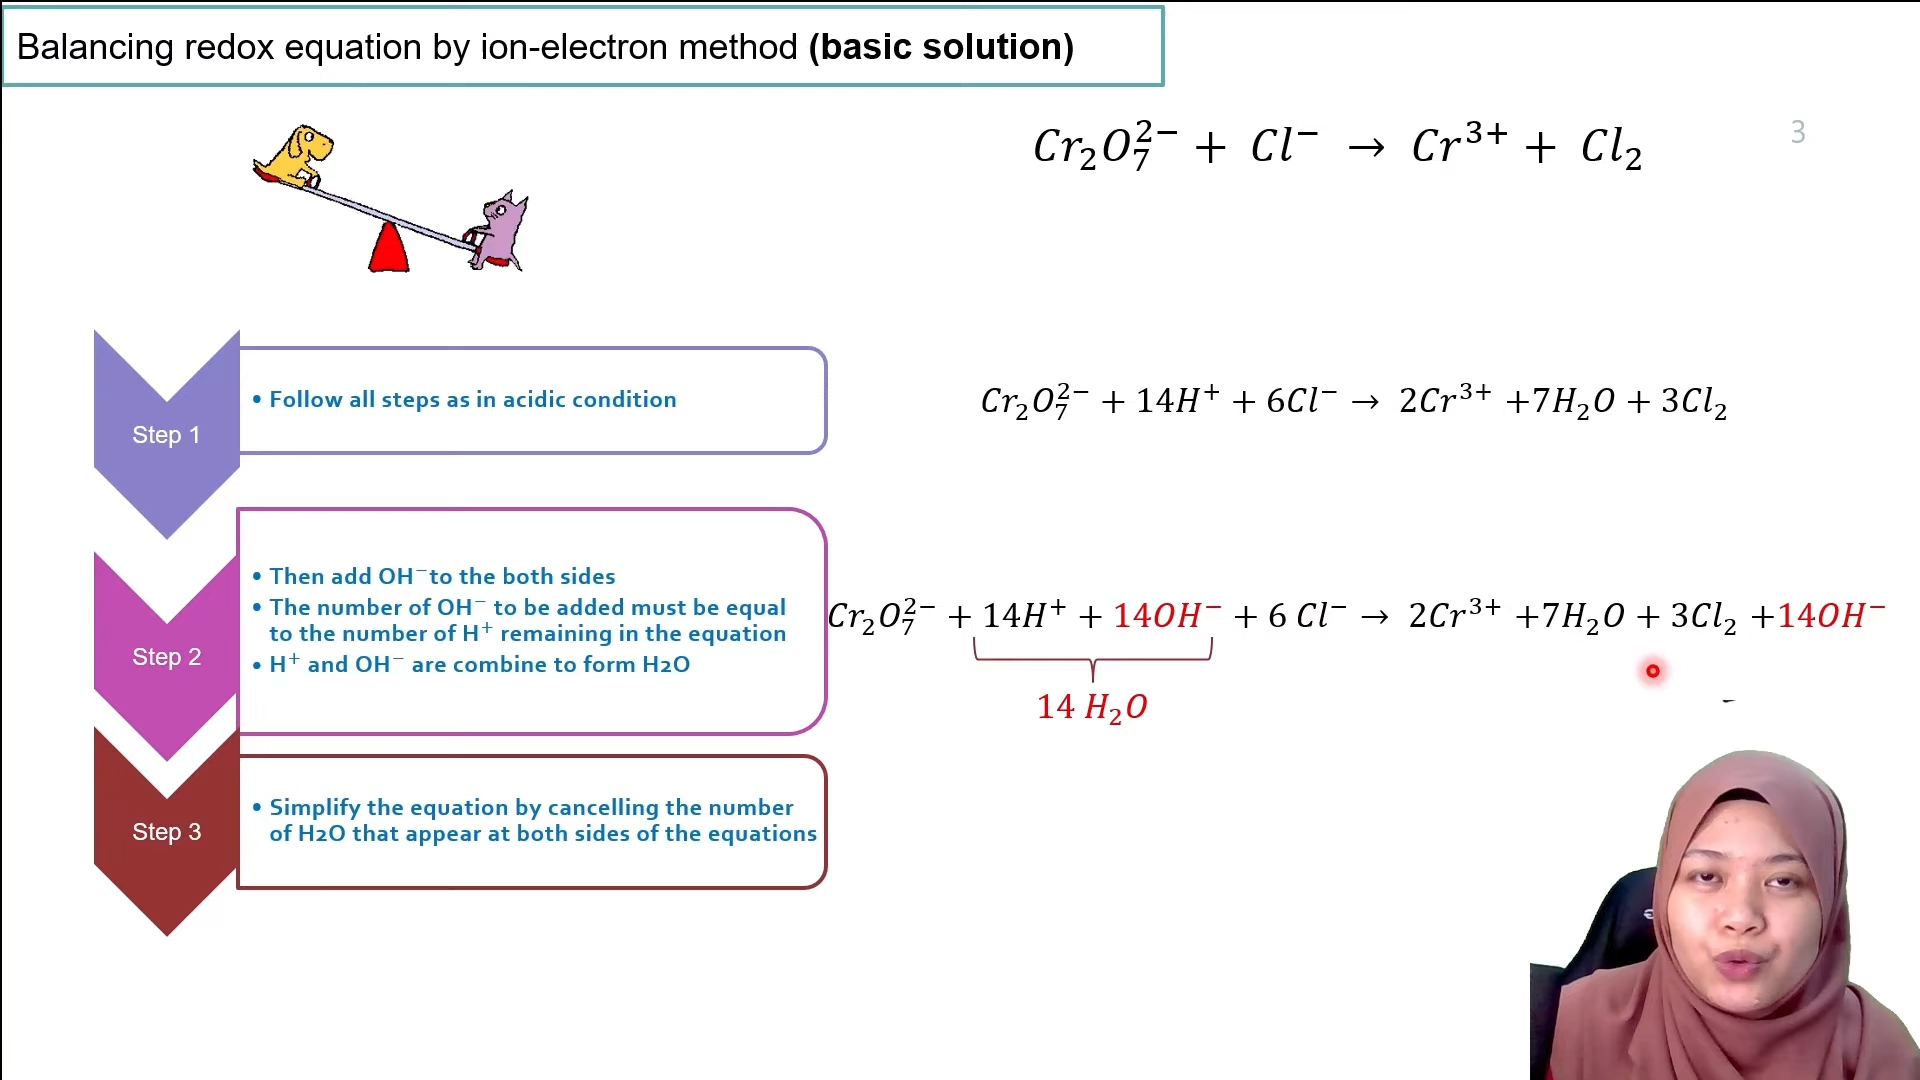 Balancing redox equation by ion-electron method (basic solution)
3
Cr₂O₇²⁻ + Cl⁻ → Cr³⁺ + Cl₂
Step 1
• Follow all steps as in acidic condition
Cr₂O₇²⁻ + 14H⁺ + 6Cl⁻ → 2Cr³⁺ +7H₂O + 3Cl₂
Step 2
• Then add OH⁻to the both sides
• The number of OH⁻ to be added must be equal
to the number of H⁺ remaining in the equation
• H⁺ and OH⁻ are combine to form H2O
Cr₂O₇²⁻ + 14H⁺ + 14OH⁻ + 6 Cl⁻ → 2Cr³⁺ +7H₂O + 3Cl₂ +14OH⁻
14 H₂O
Step 3
• Simplify the equation by cancelling the number
of H2O that appear at both sides of the equations